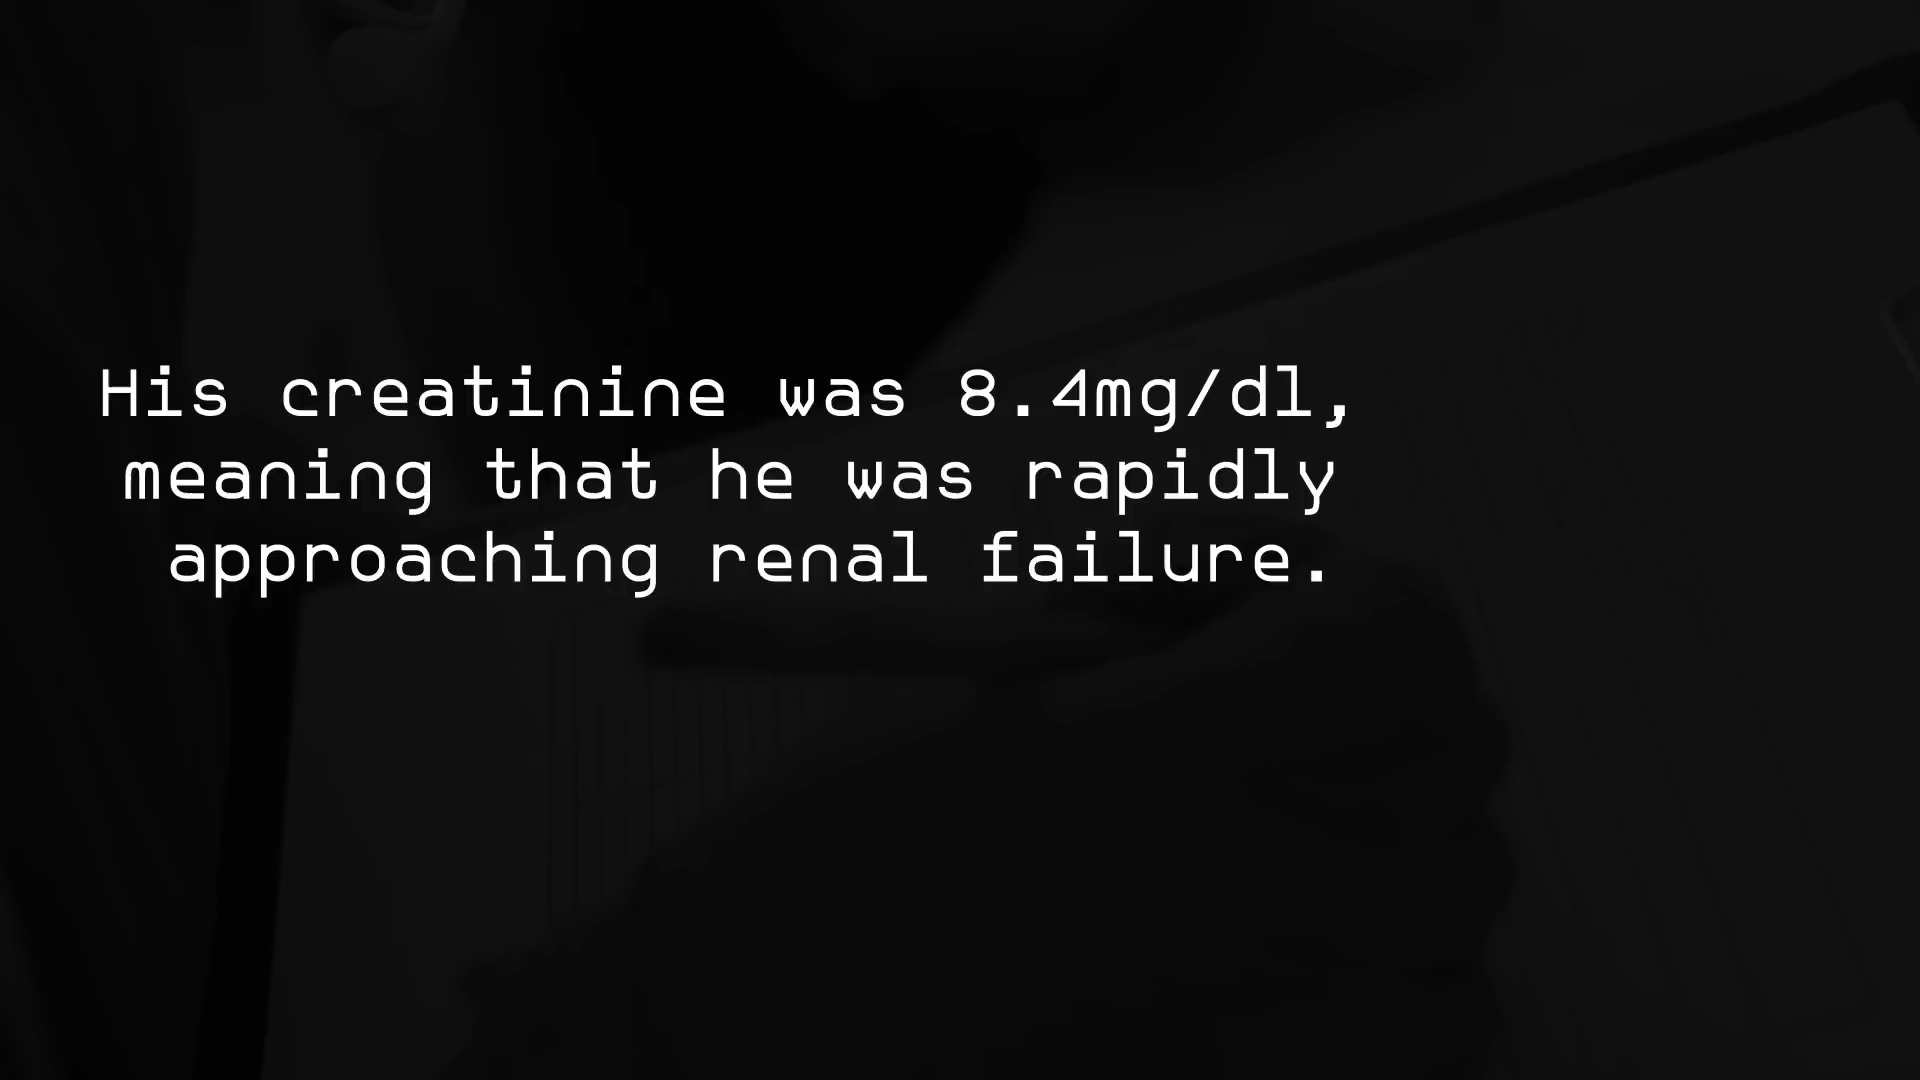 His creatinine was 8.4mg/dl,
meaning that he was rapidly
approaching renal failure.